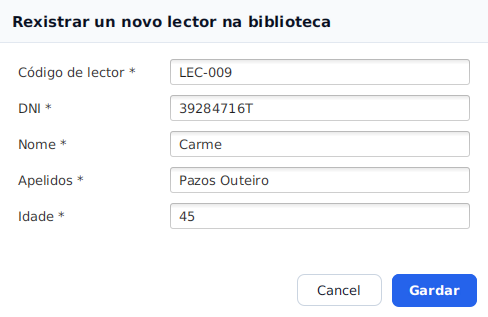 Rexistrar un novo lector na biblioteca
Código de lector * LEC-009
DNI * 39284716T
Nome * Carme
Apelidos * Pazos Outeiro
Idade * 45
Cancel Gardar